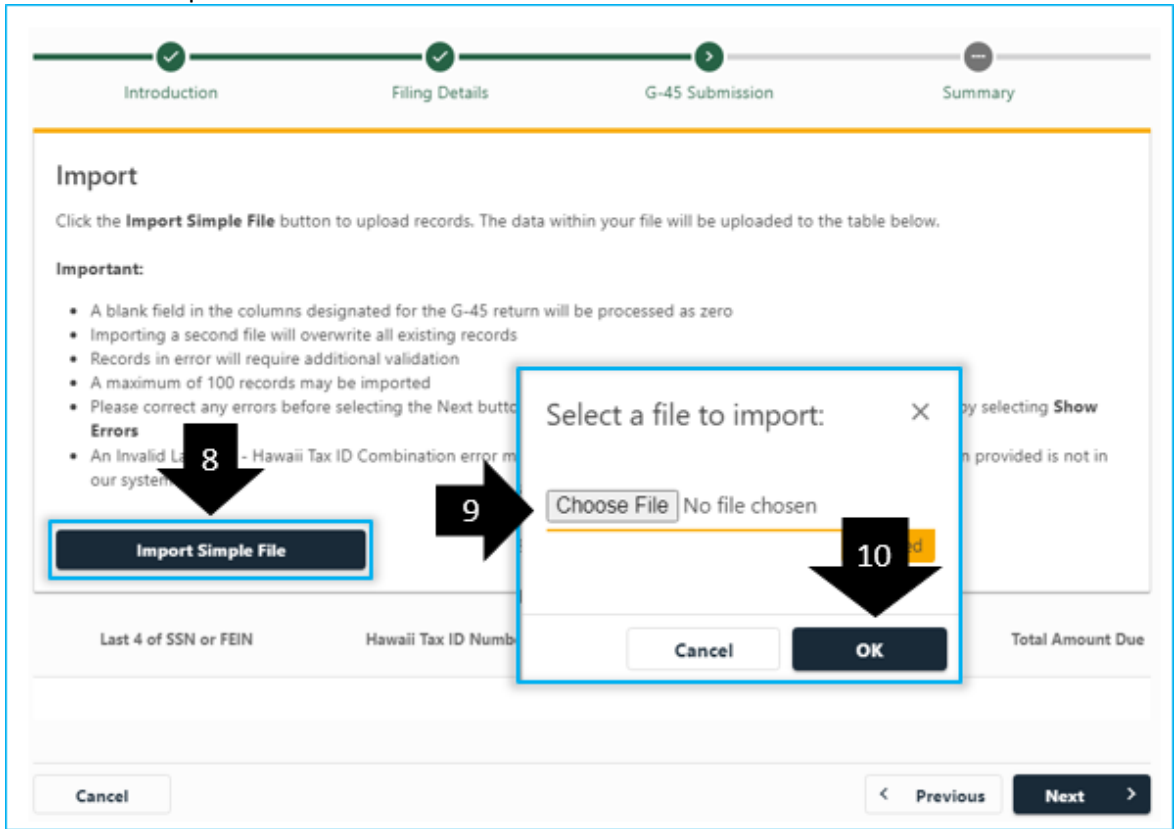 Introduction
Filing Details
G-45 Submission
Summary
Import
Click the Import Simple File button to upload records. The data within your file will be uploaded to the table below.
Important:
A blank field in the columns designated for the G-45 return will be processed as zero
Importing a second file will overwrite all existing records
Records in error will require additional validation
A maximum of 100 records may be imported
Please correct any errors before selecting the Next by selecting Show
Errors
An Invalid - Hawaii Tax ID Combination error provided is not in
our
8
Import Simple File
Select a file to import:
9
Choose File No file chosen
10
Cancel
OK
Last 4 of SSN or FEIN
Hawaii Tax ID
Total Amount Due
Cancel
< Previous
Next >